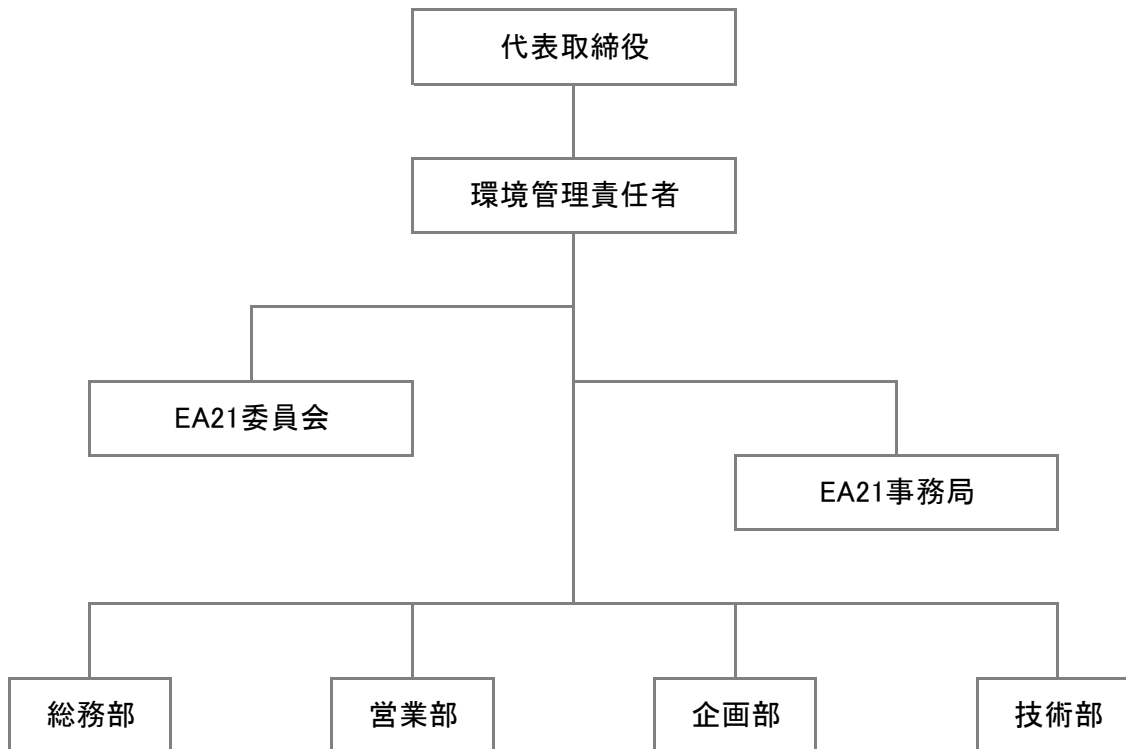 代表取締役
環境管理責任者
EA21委員会
EA21事務局
総務部
営業部
企画部
技術部